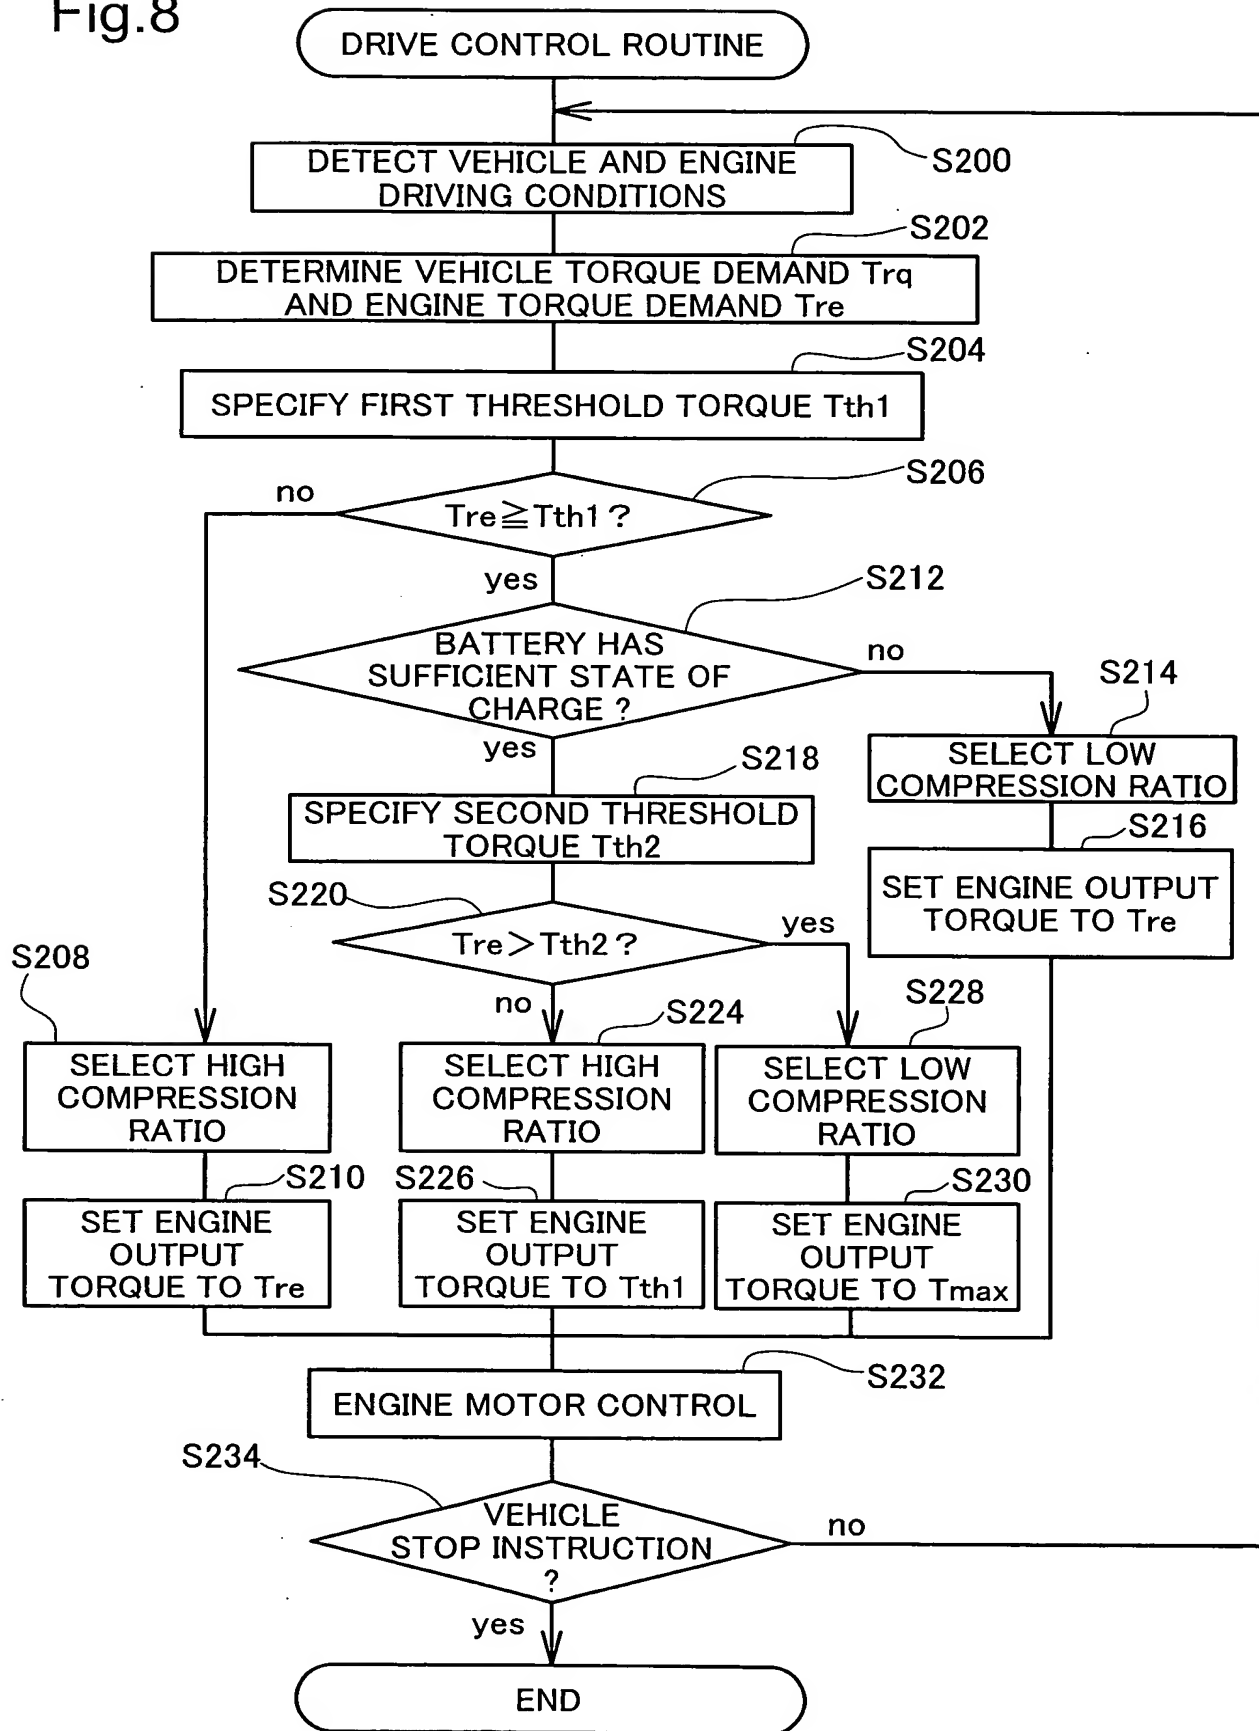 Fig.8
DRIVE CONTROL ROUTINE
DETECT VEHICLE AND ENGINE
DRIVING CONDITIONS
S200
S202
DETERMINE VEHICLE TORQUE DEMAND Trq
AND ENGINE TORQUE DEMAND Tre
S204
SPECIFY FIRST THRESHOLD TORQUE Tth1
S206
no
Tre≧Tth1?
yes
S212
BATTERY HAS
SUFFICIENT STATE OF
CHARGE?
no
yes
S214
SELECT LOW
COMPRESSION RATIO
S216
SET ENGINE OUTPUT
TORQUE TO Tre
S218
SPECIFY SECOND THRESHOLD
TORQUE Tth2
S220
Tre>Tth2?
yes
no
S208
SELECT HIGH
COMPRESSION
RATIO
S210
SET ENGINE
OUTPUT
TORQUE TO Tre
S224
SELECT HIGH
COMPRESSION
RATIO
S226
SET ENGINE
OUTPUT
TORQUE TO Tth1
S228
SELECT LOW
COMPRESSION
RATIO
S230
SET ENGINE
OUTPUT
TORQUE TO Tmax
S232
ENGINE MOTOR CONTROL
S234
VEHICLE
STOP INSTRUCTION
?
no
yes
END